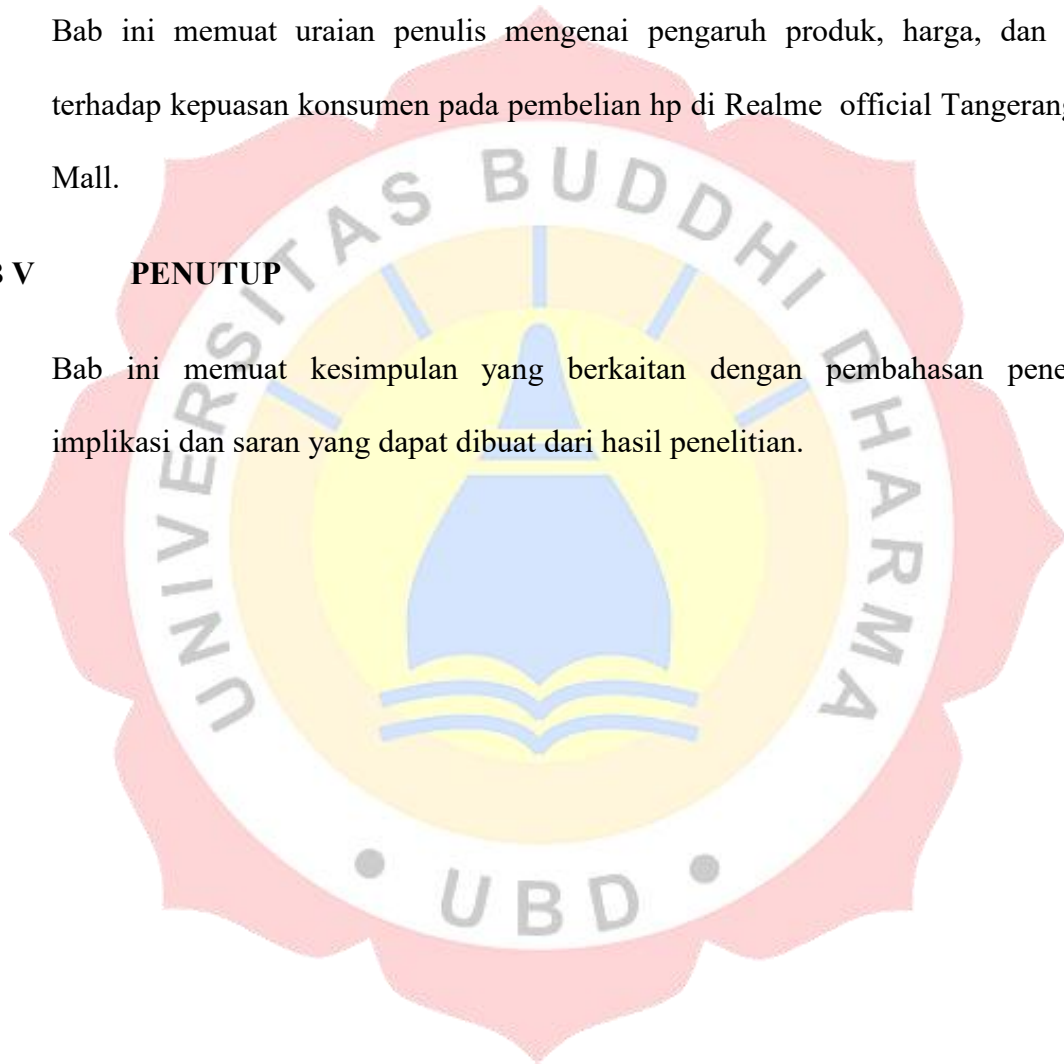 Bab ini memuat uraian penulis mengenai pengaruh produk, harga, dan
terhadap kepuasan konsumen pada pembelian hp di Realme official Tangerang
Mall.
B V PENUTUP
Bab ini memuat kesimpulan yang berkaitan dengan pembahasan
implikasi dan saran yang dapat dibuat dari hasil penelitian.
UNIVERSITAS BUDDHI DHARMA
• UBD •